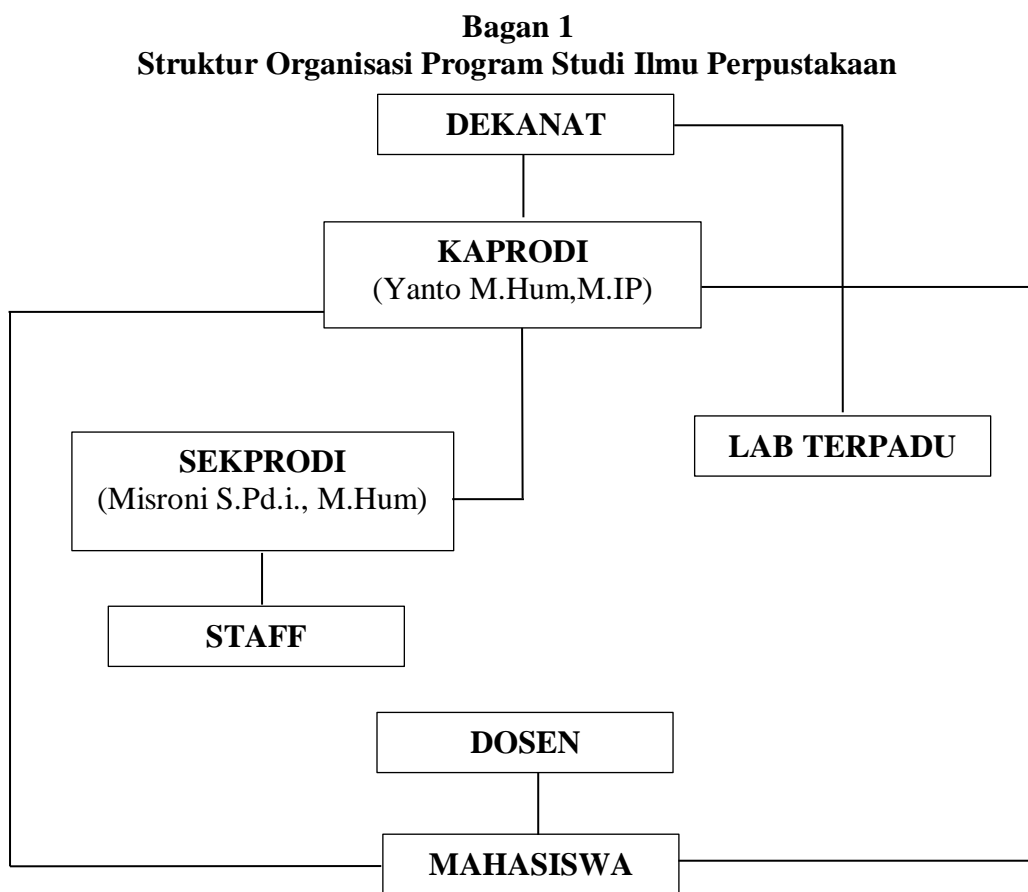 Bagan 1
Struktur Organisasi Program Studi Ilmu Perpustakaan
DEKANAT
KAPRODI
(Yanto M.Hum,M.IP)
LAB TERPADU
SEKPRODI
(Misroni S.Pd.i., M.Hum)
STAFF
DOSEN
MAHASISWA